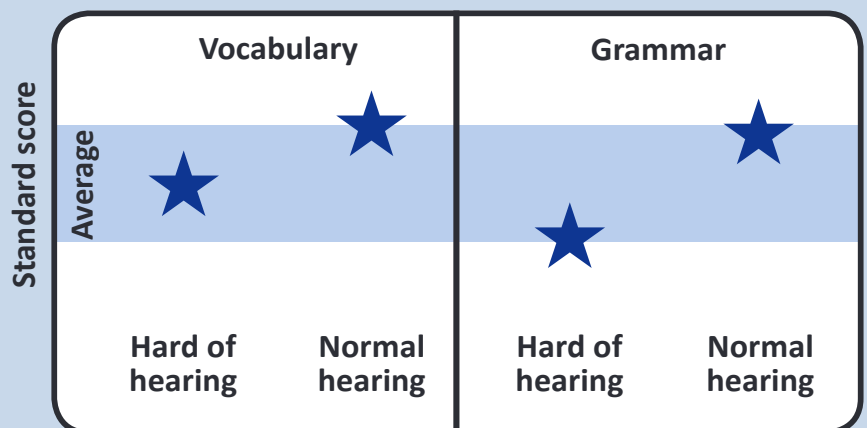 Vocabulary
Grammar
Standard score
Average
Hard of
hearing
Normal
hearing
Hard of
hearing
Normal
hearing